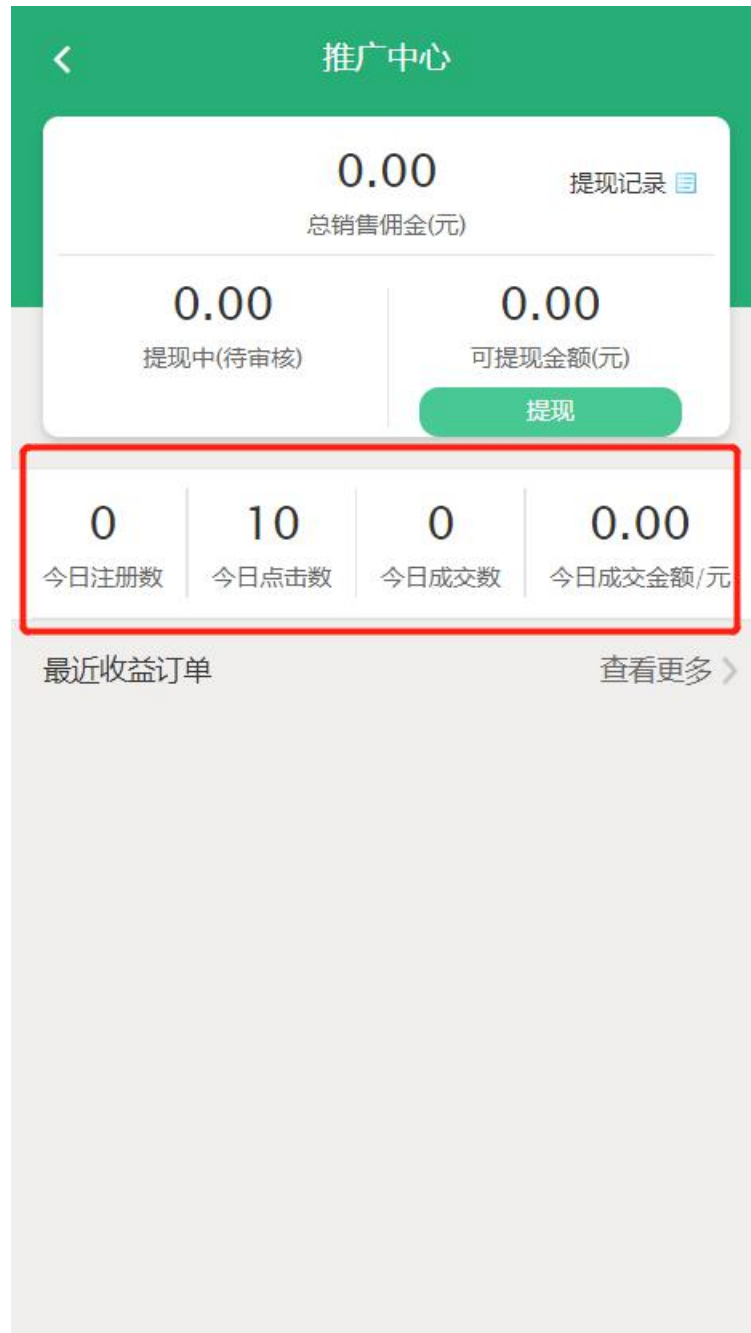 推广中心
0.00
提现记录
总销售佣金(元)
0.00
0.00
提现中(待审核)
可提现金额(元)
提现
0
10
0
0.00
今日注册数
今日点击数
今日成交数
今日成交金额/元
最近收益订单
查看更多